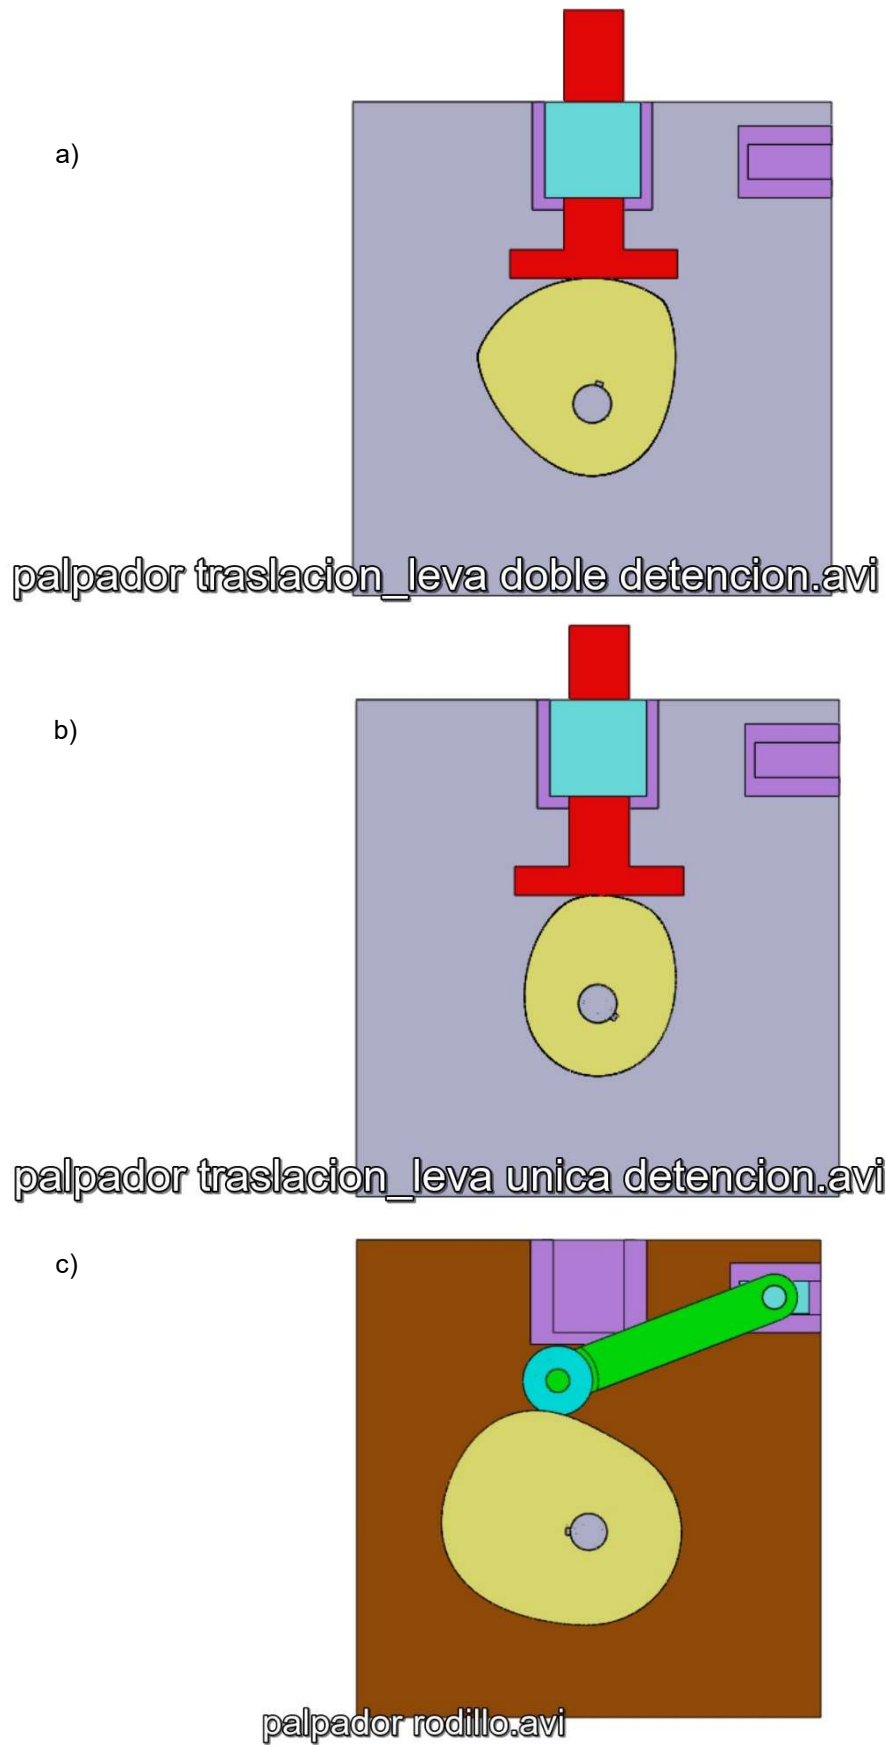 a)
palpador traslacion_leva doble detencion.avi
b)
palpador traslacion_leva unica detencion.avi
c)
palpador rodillo.avi